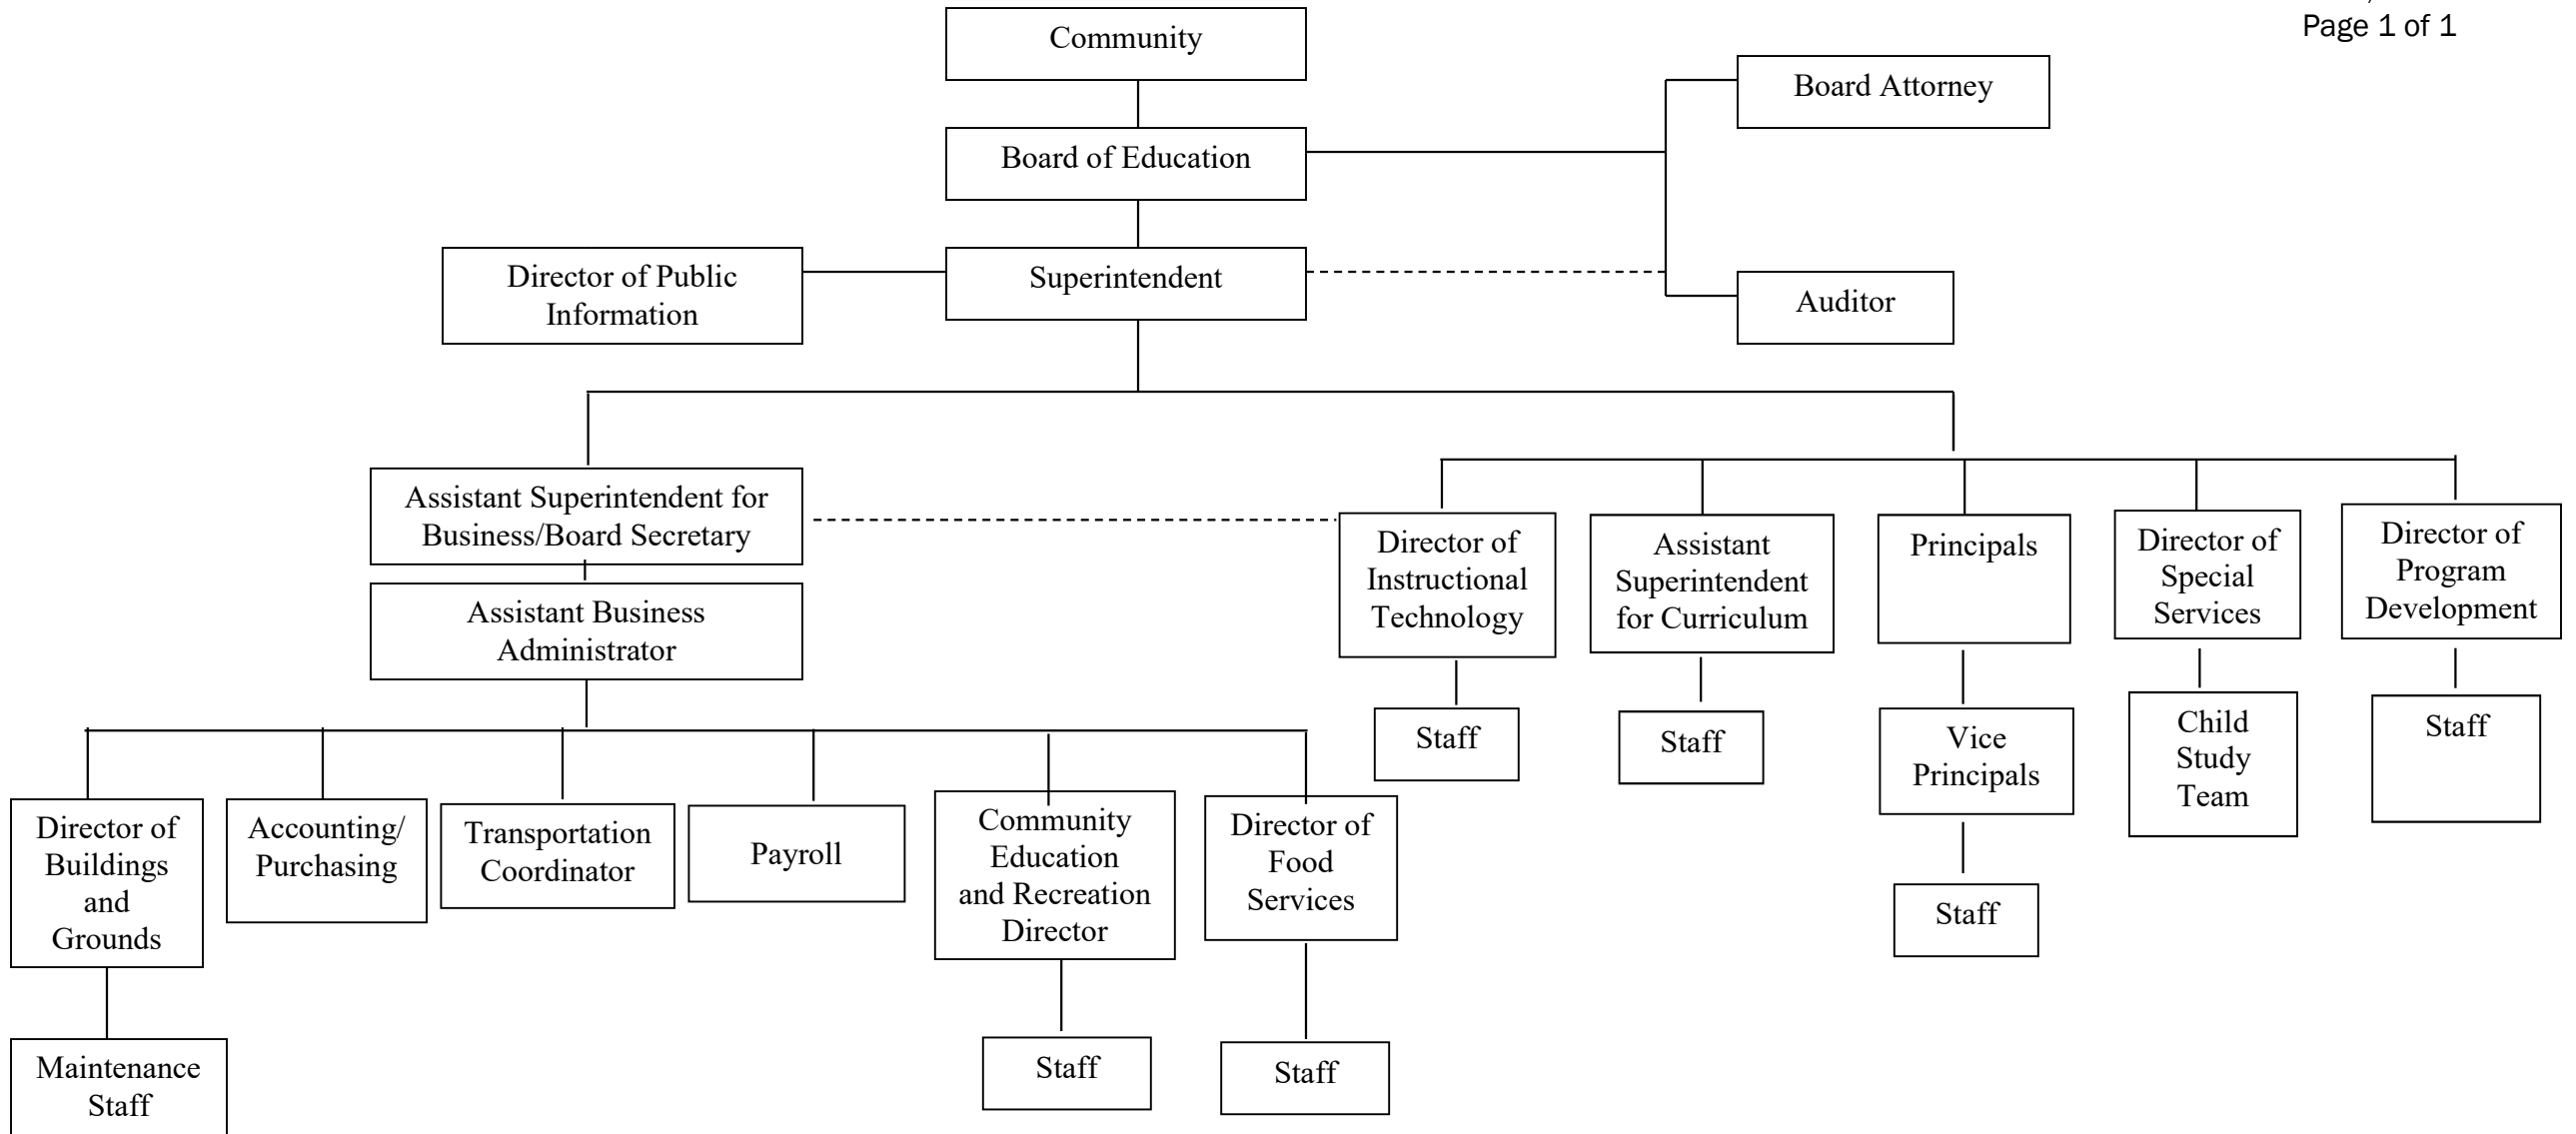 Page 1 of 1
Community
Board Attorney
Board of Education
Director of Public
Information
Superintendent
Auditor
Assistant Superintendent for
Business/Board Secretary
Assistant Business
Administrator
Director of
Instructional
Technology
Assistant
Superintendent
for Curriculum
Principals
Director of
Special
Services
Director of
Program
Development
Staff
Staff
Vice
Principals
Child
Study
Team
Staff
Staff
Director of
Buildings
and
Grounds
Accounting/
Purchasing
Transportation
Coordinator
Payroll
Community
Education
and Recreation
Director
Director of
Food
Services
Maintenance
Staff
Staff
Staff